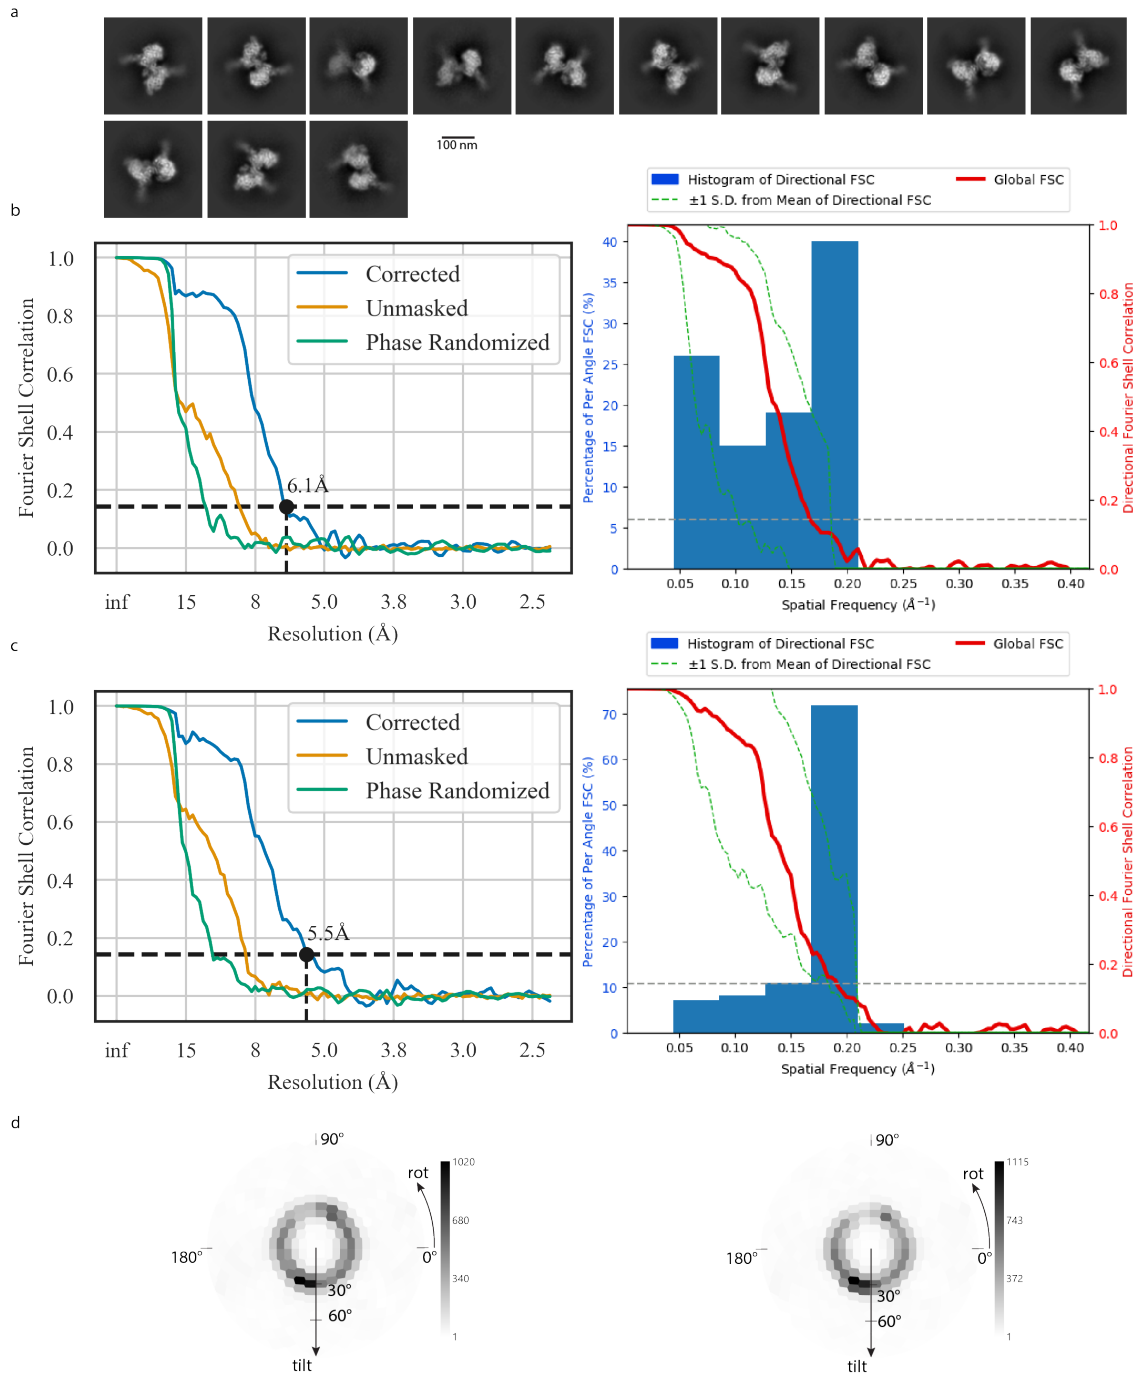 a
100 nm
b
1.0
0.8
0.6
0.4
0.2
0.0
Fourier Shell Correlation
Corrected
Unmasked
Phase Randomized
6.1Å
inf 15 8 5.0 3.8 3.0 2.5
Resolution (Å)
Histogram of Directional FSC
Global FSC
±1 S.D. from Mean of Directional FSC
40
35
30
25
20
15
10
5
0
Percentage of Per Angle FSC (%)
1.0
0.8
0.6
0.4
0.2
0.0
Directional Fourier Shell Correlation
0.05 0.10 0.15 0.20 0.25 0.30 0.35 0.40
Spatial Frequency (Å⁻¹)
c
1.0
0.8
0.6
0.4
0.2
0.0
Fourier Shell Correlation
Corrected
Unmasked
Phase Randomized
5.5Å
inf 15 8 5.0 3.8 3.0 2.5
Resolution (Å)
Histogram of Directional FSC
Global FSC
±1 S.D. from Mean of Directional FSC
70
60
50
40
30
20
10
0
Percentage of Per Angle FSC (%)
1.0
0.8
0.6
0.4
0.2
0.0
Directional Fourier Shell Correlation
0.05 0.10 0.15 0.20 0.25 0.30 0.35 0.40
Spatial Frequency (Å⁻¹)
d
90°
rot
180°
0°
30°
60°
tilt
1020
680
340
1
90°
rot
180°
0°
30°
60°
tilt
1115
743
372
1